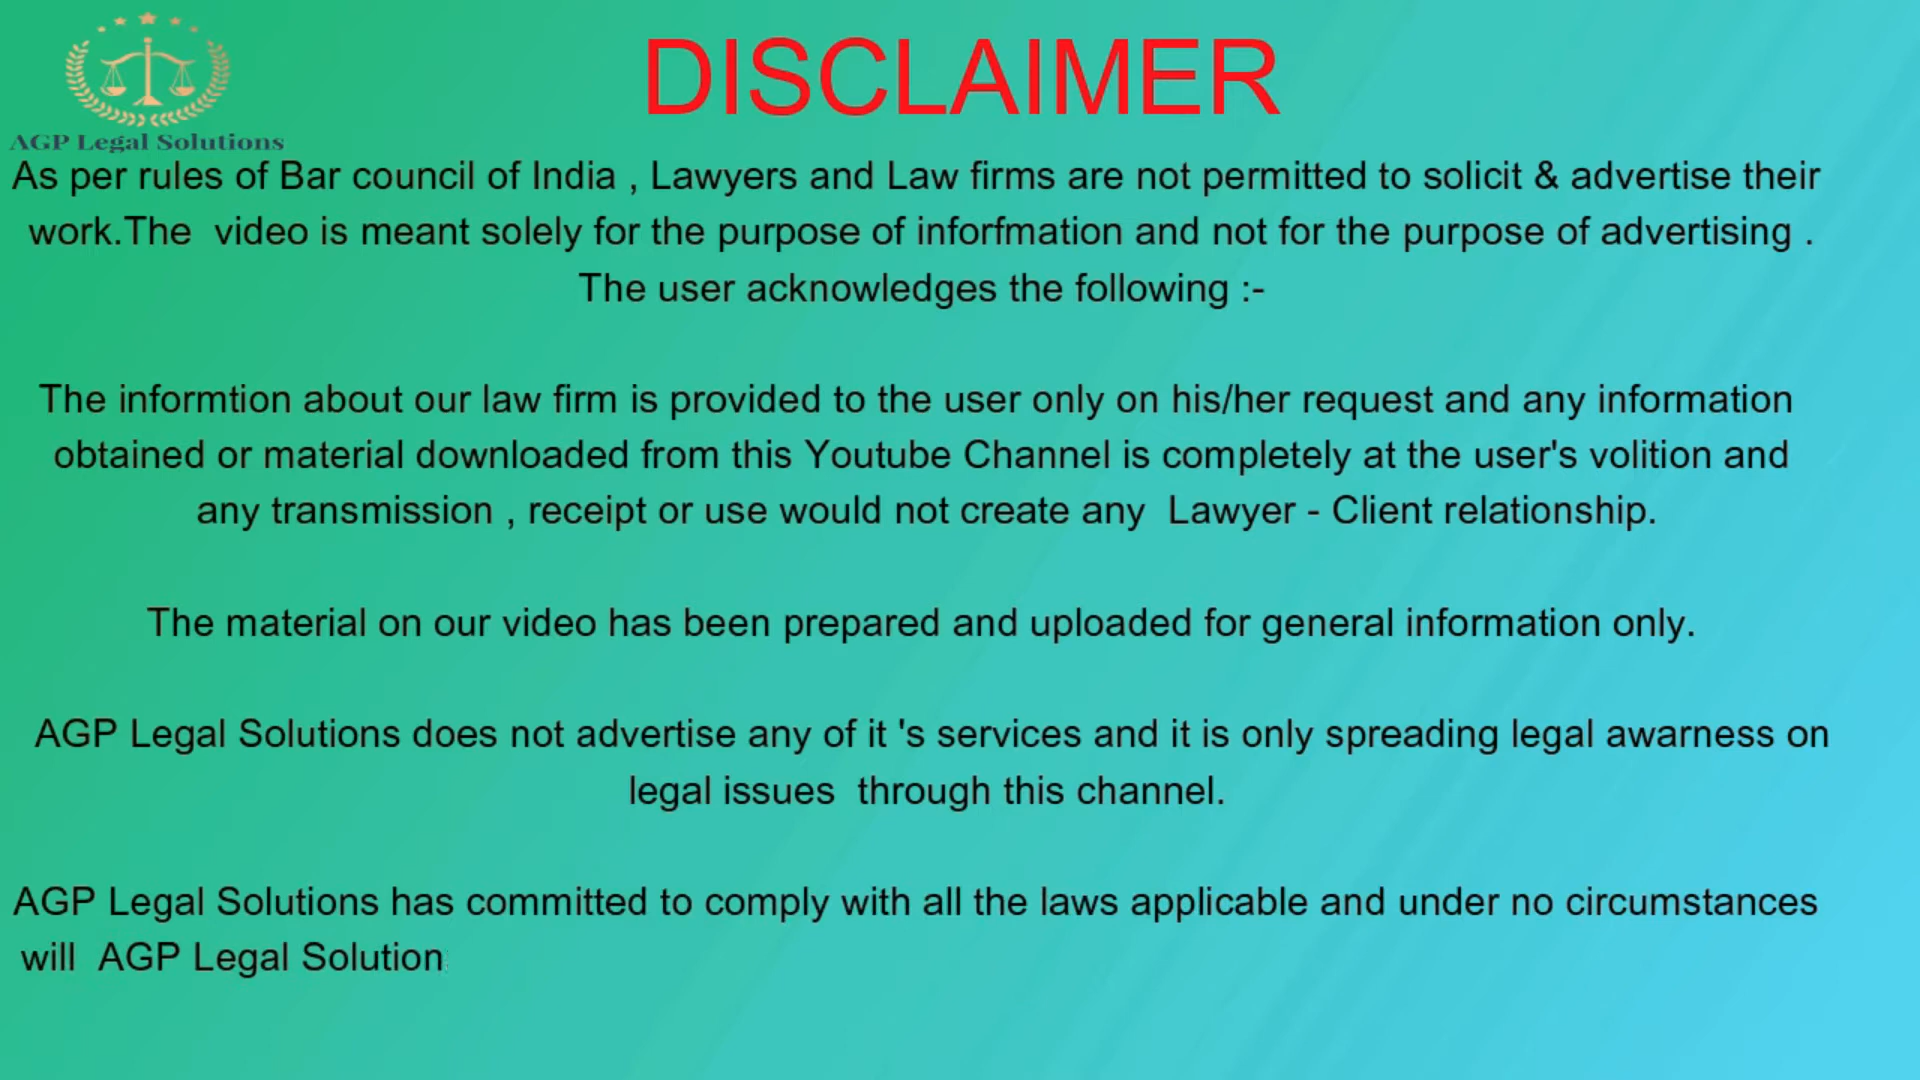 DISCLAIMER
AGP Legal Solutions
As per rules of Bar council of India , Lawyers and Law firms are not permitted to solicit & advertise their
work.The video is meant solely for the purpose of inforfmation and not for the purpose of advertising .
The user acknowledges the following :-
The informtion about our law firm is provided to the user only on his/her request and any information
obtained or material downloaded from this Youtube Channel is completely at the user's volition and
any transmission , receipt or use would not create any Lawyer - Client relationship.
The material on our video has been prepared and uploaded for general information only.
AGP Legal Solutions does not advertise any of it 's services and it is only spreading legal awarness on
legal issues through this channel.
AGP Legal Solutions has committed to comply with all the laws applicable and under no circumstances
will AGP Legal Solution